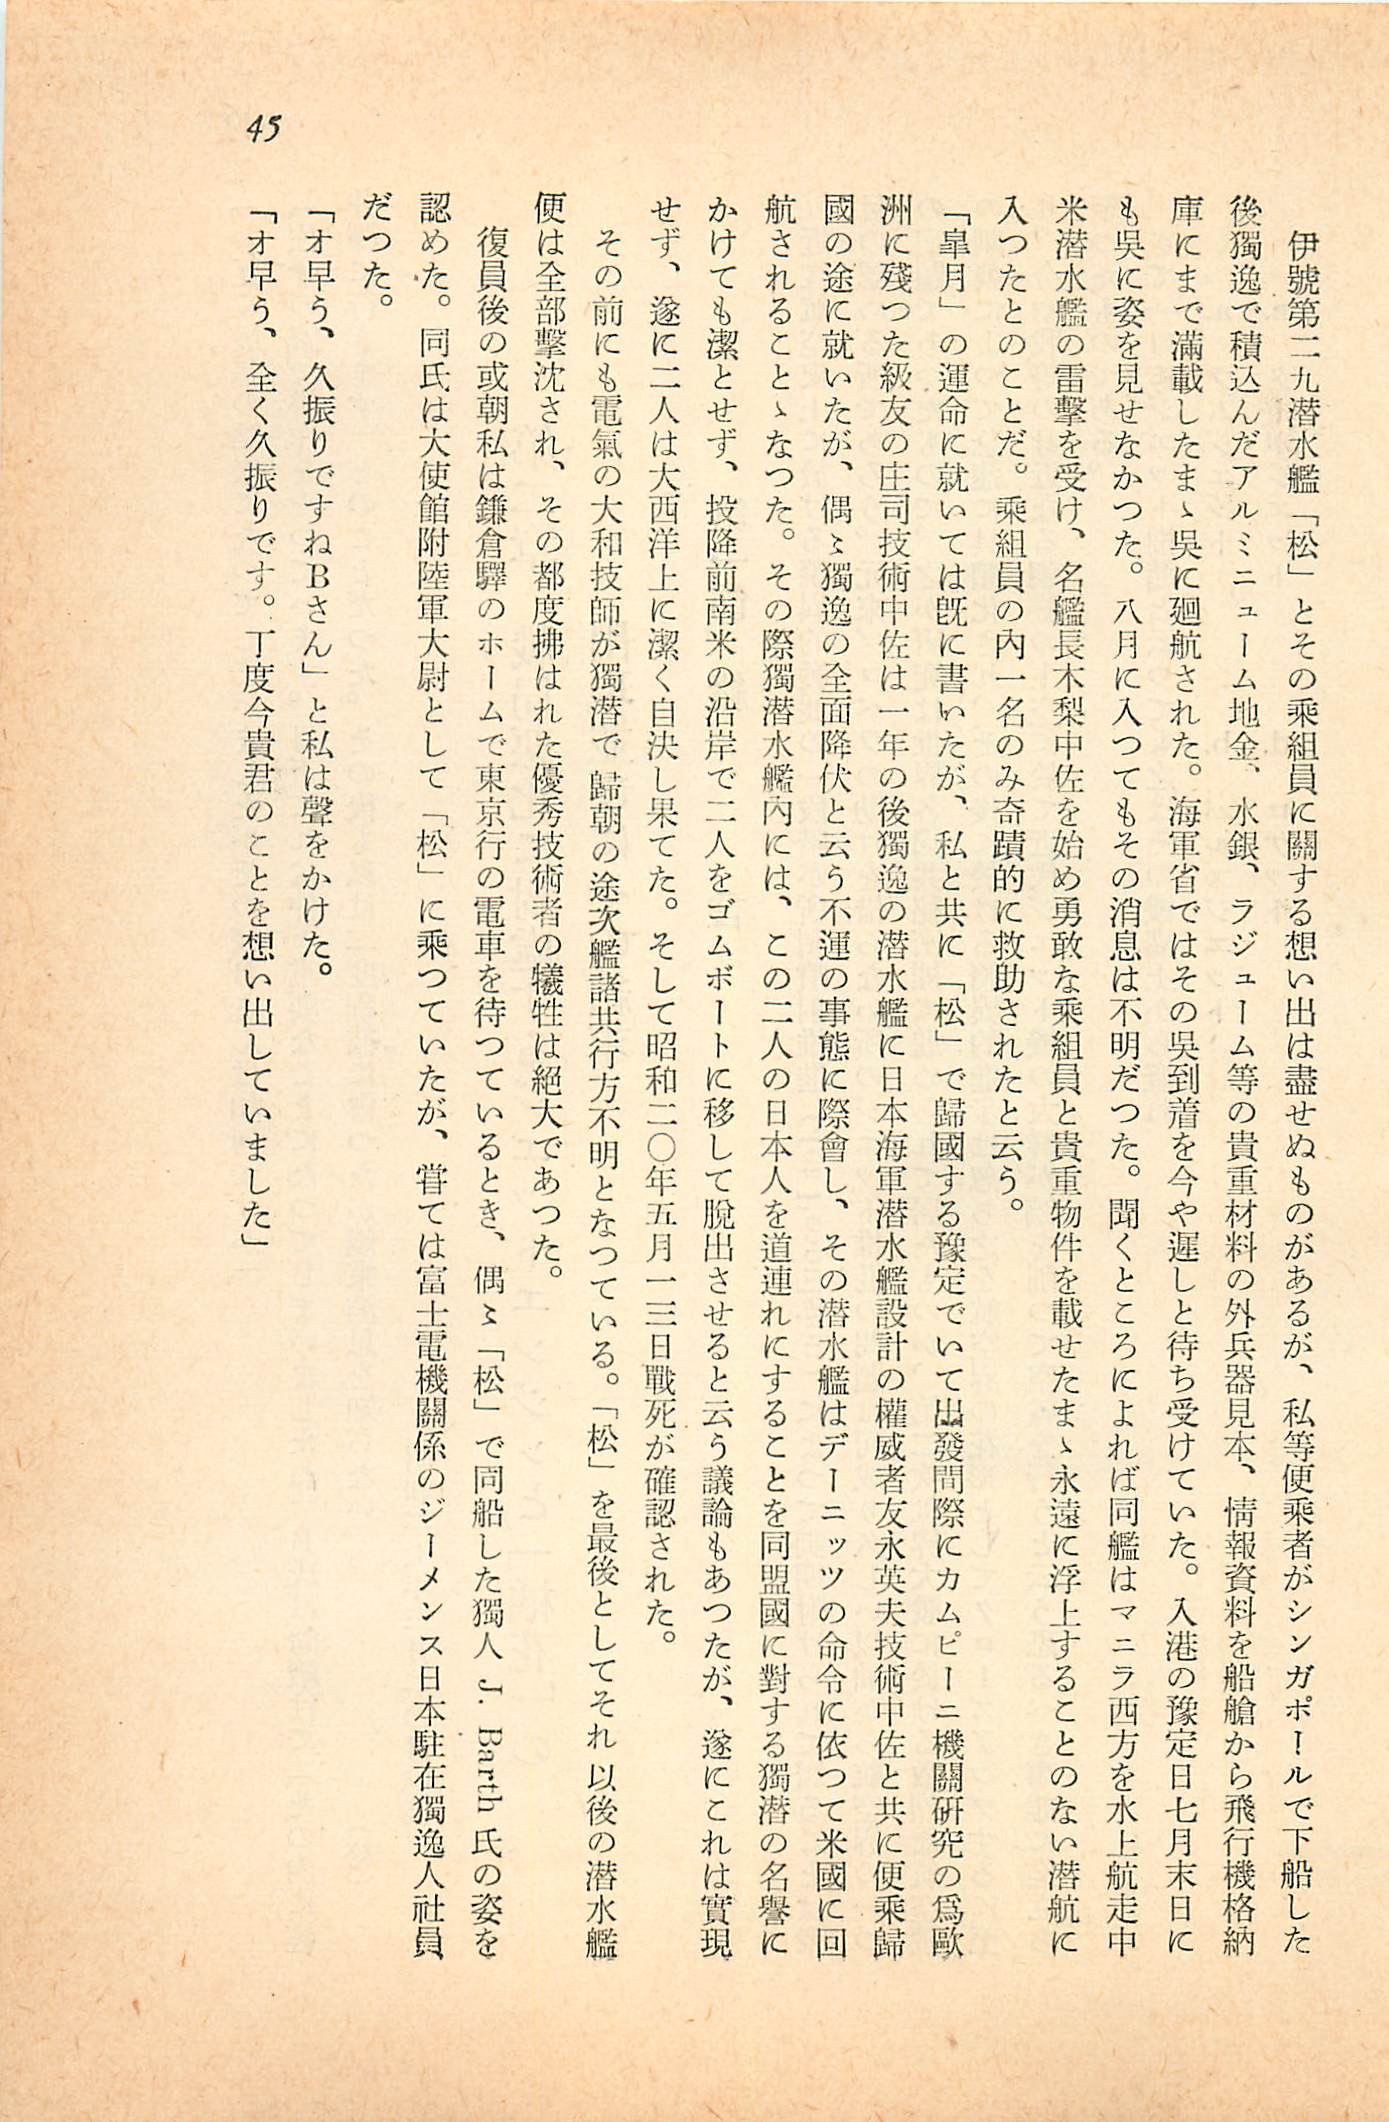 45
伊號第二九潜水艦「松」とその乘組員に關する想い出は盡せぬものがあるが、私等便乘者がシンガポールで下船した
後獨逸で積込んだアルミニューム地金、水銀、ラジューム等の貴重材料の外兵器見本、情報資料を船艙から飛行機格納
庫にまで滿載したまゝ吳に廻航された。海軍省ではその吳到着を今や遲しと待ち受けていた。入港の豫定日七月末日に
も吳に姿を見せなかつた。八月に入つてもその消息は不明だつた。聞くところによれば同艦はマニラ西方を水上航走中
米潜水艦の雷擊を受け、名艦長木梨中佐を始め勇敢な乘組員と貴重物件を載せたまゝ永遠に浮上することのない潜航に
入つたとのことだ。乘組員の内一名のみ奇蹟的に救助されたと云う。
「皐月」の運命に就いては旣に書いたが、私と共に「松」で歸國する豫定でいて出發間際にカムピーニ機關硏究の爲歐
洲に殘つた級友の庄司技術中佐は一年の後獨逸の潜水艦に日本海軍潜水艦設計の權威者友永英夫技術中佐と共に便乘歸
國の途に就いたが、偶〻獨逸の全面降伏と云う不運の事態に際會し、その潜水艦はデーニッツの命令に依つて米國に回
航されることゝなつた。その際獨潜水艦内には、この二人の日本人を道連れにすることを同盟國に對する獨潜の名譽に
かけても潔とせず、投降前南米の沿岸で二人をゴムボートに移して脫出させると云う議論もあつたが、遂にこれは實現
せず、遂に二人は大西洋上に潔く自決し果てた。そして昭和二〇年五月一三日戰死が確認された。
その前にも電氣の大和技師が獨潜で歸朝の途次艦諸共行方不明となつている。「松」を最後としてそれ以後の潜水艦
便は全部擊沈され、その都度拂はれた優秀技術者の犧牲は絕大であつた。
復員後の或朝私は鎌倉驛のホームで東京行の電車を待つているとき、偶〻「松」で同船した獨人 J. Barth 氏の姿を
認めた。同氏は大使館附陸軍大尉として「松」に乘つていたが、嘗ては富士電機關係のジーメンス日本駐在獨逸人社員
だつた。
「オ早う、久振りですねBさん」と私は聲をかけた。
「オ早う、全く久振りです。丁度今貴君のことを想い出していました」